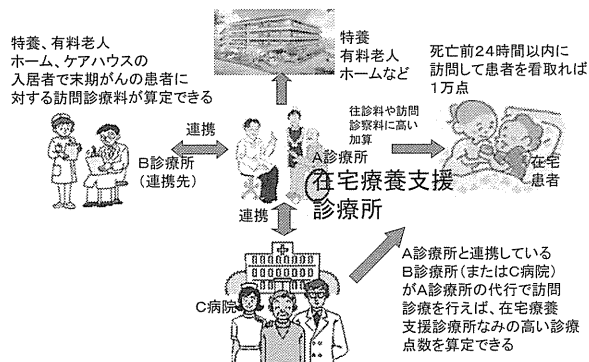 特養、有料老人
ホーム、ケアハウスの
入居者で末期がんの患者に
対する訪問診療料が算定できる
特養
有料老人
ホームなど
死亡前24時間以内に
訪問して患者を看取れば
1万点
連携
往診料や訪問
診察料に高い
加算
B診療所
(連携先)
A診療所
在宅療養支援
診療所
在宅
患者
連携
C病院
A診療所と連携している
B診療所(またはC病院)
がA診療所の代行で訪問
診療を行えば、在宅療養
支援診療所なみの高い診療
点数を算定できる